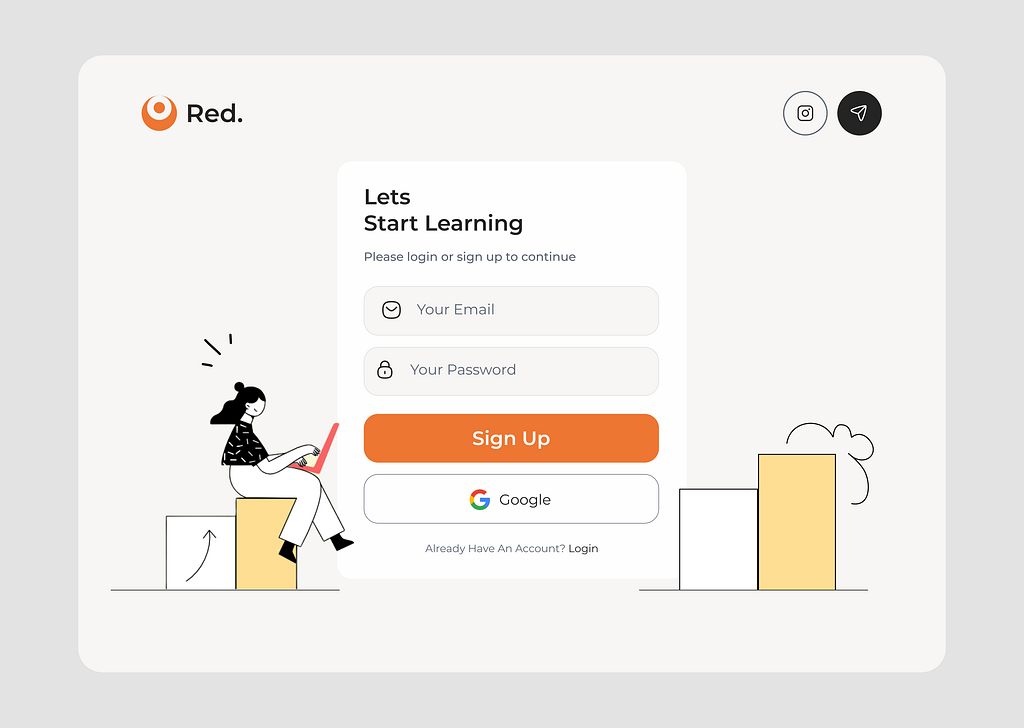 Red.
Lets
Start Learning
Please login or sign up to continue
Your Email
Your Password
Sign Up
Google
Already Have An Account? Login